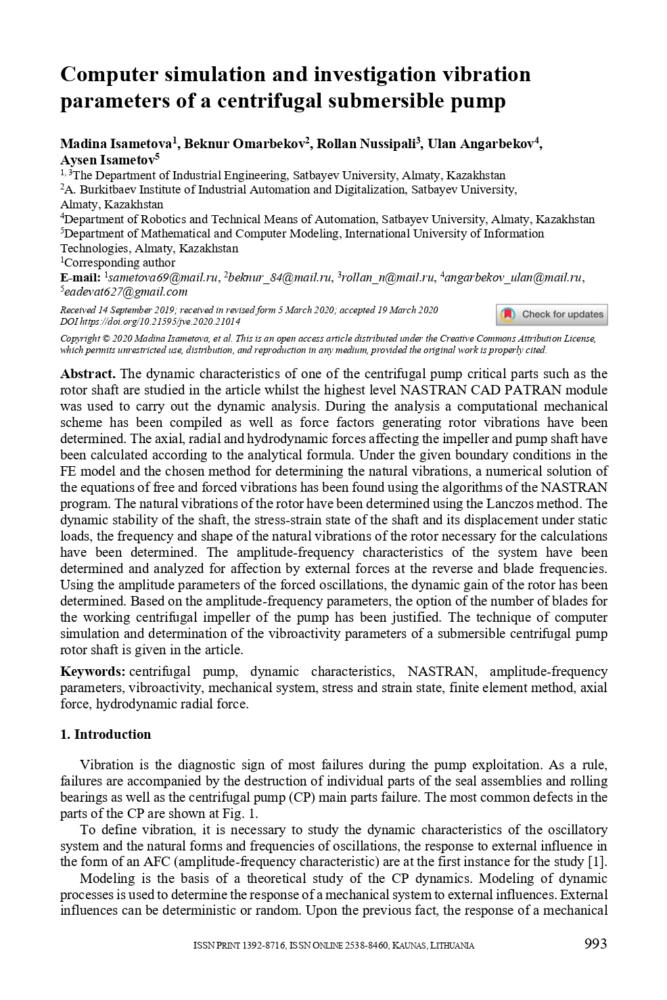 Computer simulation and investigation vibration
parameters of a centrifugal submersible pump
Madina Isametova1, Beknur Omarbekov2, Rollan Nussipali3, Ulan Angarbekov4,
Aysen Isametov5
1, 3The Department of Industrial Engineering, Satbayev University, Almaty, Kazakhstan
2A. Burkitbaev Institute of Industrial Automation and Digitalization, Satbayev University,
Almaty, Kazakhstan
4Department of Robotics and Technical Means of Automation, Satbayev University, Almaty, Kazakhstan
5Department of Mathematical and Computer Modeling, International University of Information
Technologies, Almaty, Kazakhstan
1Corresponding author
E-mail: 1sametova69@mail.ru, 2beknur_84@mail.ru, 3rollan_n@mail.ru, 4angarbekov_ulan@mail.ru,
5eadevat627@gmail.com
Received 14 September 2019; received in revised form 5 March 2020; accepted 19 March 2020
DOI https://doi.org/10.21595/jve.2020.21014
Check for updates
Copyright © 2020 Madina Isametova, et al. This is an open access article distributed under the Creative Commons Attribution License,
which permits unrestricted use, distribution, and reproduction in any medium, provided the original work is properly cited.
Abstract. The dynamic characteristics of one of the centrifugal pump critical parts such as the
rotor shaft are studied in the article whilst the highest level NASTRAN CAD PATRAN module
was used to carry out the dynamic analysis. During the analysis a computational mechanical
scheme has been compiled as well as force factors generating rotor vibrations have been
determined. The axial, radial and hydrodynamic forces affecting the impeller and pump shaft have
been calculated according to the analytical formula. Under the given boundary conditions in the
FE model and the chosen method for determining the natural vibrations, a numerical solution of
the equations of free and forced vibrations has been found using the algorithms of the NASTRAN
program. The natural vibrations of the rotor have been determined using the Lanczos method. The
dynamic stability of the shaft, the stress-strain state of the shaft and its displacement under static
loads, the frequency and shape of the natural vibrations of the rotor necessary for the calculations
have been determined. The amplitude-frequency characteristics of the system have been
determined and analyzed for affection by external forces at the reverse and blade frequencies.
Using the amplitude parameters of the forced oscillations, the dynamic gain of the rotor has been
determined. Based on the amplitude-frequency parameters, the option of the number of blades for
the working centrifugal impeller of the pump has been justified. The technique of computer
simulation and determination of the vibroactivity parameters of a submersible centrifugal pump
rotor shaft is given in the article.
Keywords: centrifugal pump, dynamic characteristics, NASTRAN, amplitude-frequency
parameters, vibroactivity, mechanical system, stress and strain state, finite element method, axial
force, hydrodynamic radial force.
1. Introduction
Vibration is the diagnostic sign of most failures during the pump exploitation. As a rule,
failures are accompanied by the destruction of individual parts of the seal assemblies and rolling
bearings as well as the centrifugal pump (CP) main parts failure. The most common defects in the
parts of the CP are shown at Fig. 1.
To define vibration, it is necessary to study the dynamic characteristics of the oscillatory
system and the natural forms and frequencies of oscillations, the response to external influence in
the form of an AFC (amplitude-frequency characteristic) are at the first instance for the study [1].
Modeling is the basis of a theoretical study of the CP dynamics. Modeling of dynamic
processes is used to determine the response of a mechanical system to external influences. External
influences can be deterministic or random. Upon the previous fact, the response of a mechanical
ISSN PRINT 1392-8716, ISSN ONLINE 2538-8460, KAUNAS, LITHUANIA
993